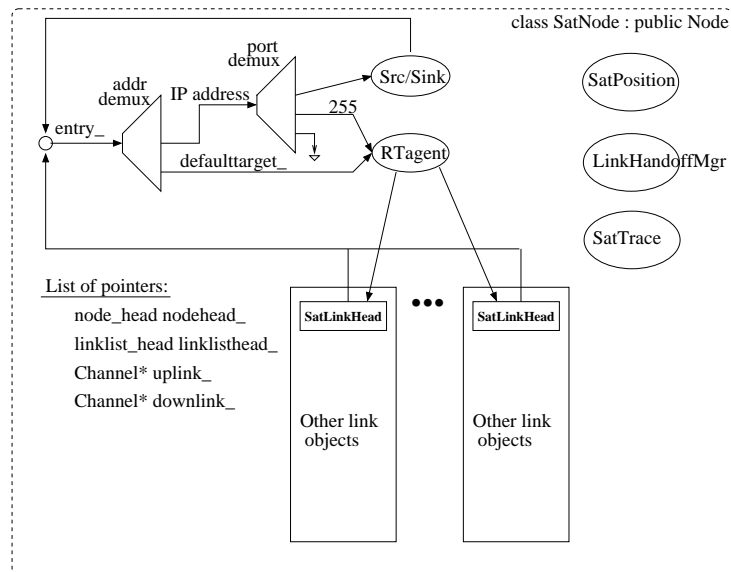 class SatNode : public Node
port
demux
addr
demux
IP address
Src/Sink
SatPosition
255
entry_
RTagent
LinkHandoffMgr
defaulttarget_
SatTrace
List of pointers:
node_head nodehead_
linklist_head linklisthead_
Channel* uplink_
Channel* downlink_
SatLinkHead
SatLinkHead
Other link
objects
Other link
objects